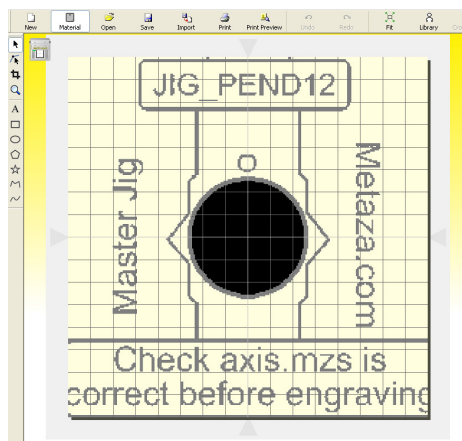 New Material Open Save Import Print Print Preview Undo Redo Fit Library
A
JIG_PEND12
Master Jig
Metaza.com
Check axis.mzs is
correct before engraving